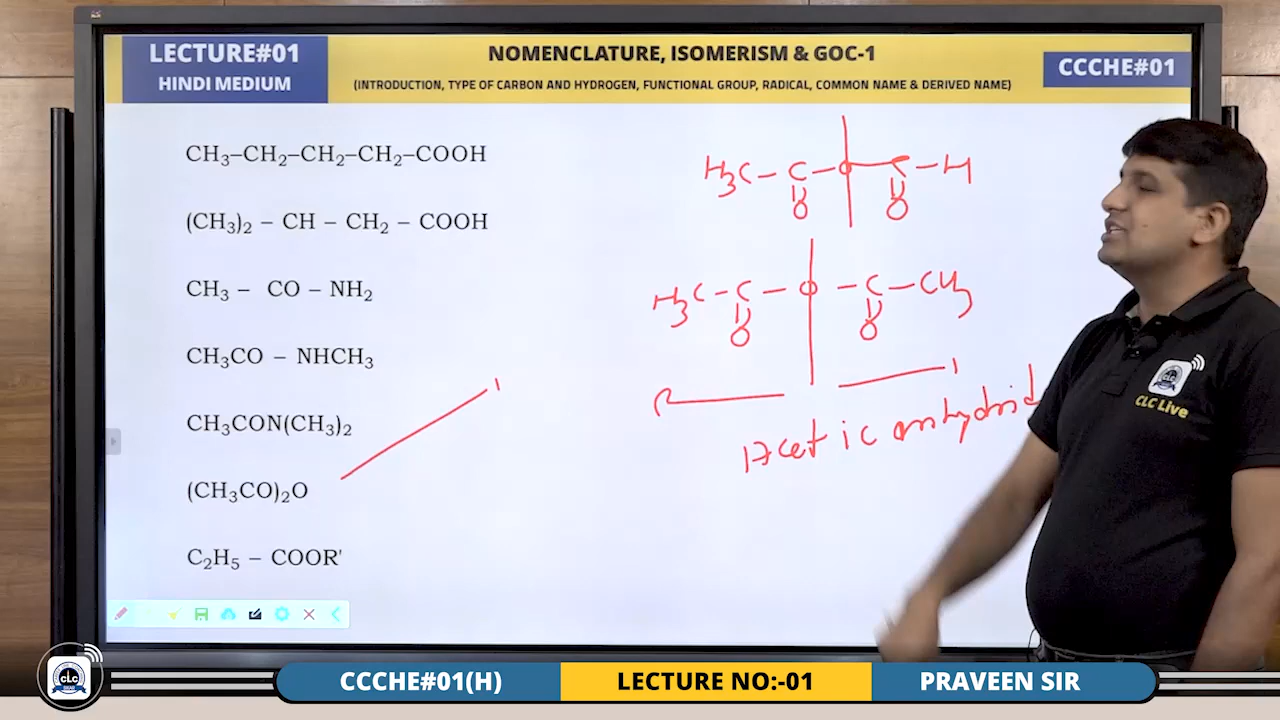 LECTURE#01
HINDI MEDIUM
NOMENCLATURE, ISOMERISM & GOC-1
(INTRODUCTION, TYPE OF CARBON AND HYDROGEN, FUNCTIONAL GROUP, RADICAL, COMMON NAME & DERIVED NAME)
CCCHE#01
CH₃–CH₂–CH₂–CH₂–COOH
(CH₃)₂ – CH – CH₂ – COOH
CH₃ – CO – NH₂
CH₃CO – NHCH₃
CH₃CON(CH₃)₂
(CH₃CO)₂O
C₂H₅ – COOR'
H₃C – C – O – C – H
O O
H₃C – C – O – C – CH₃
O O
Acetic anhydrid
CLC Live
CLC
SIKAR
CCCHE#01(H)
LECTURE NO:-01
PRAVEEN SIR